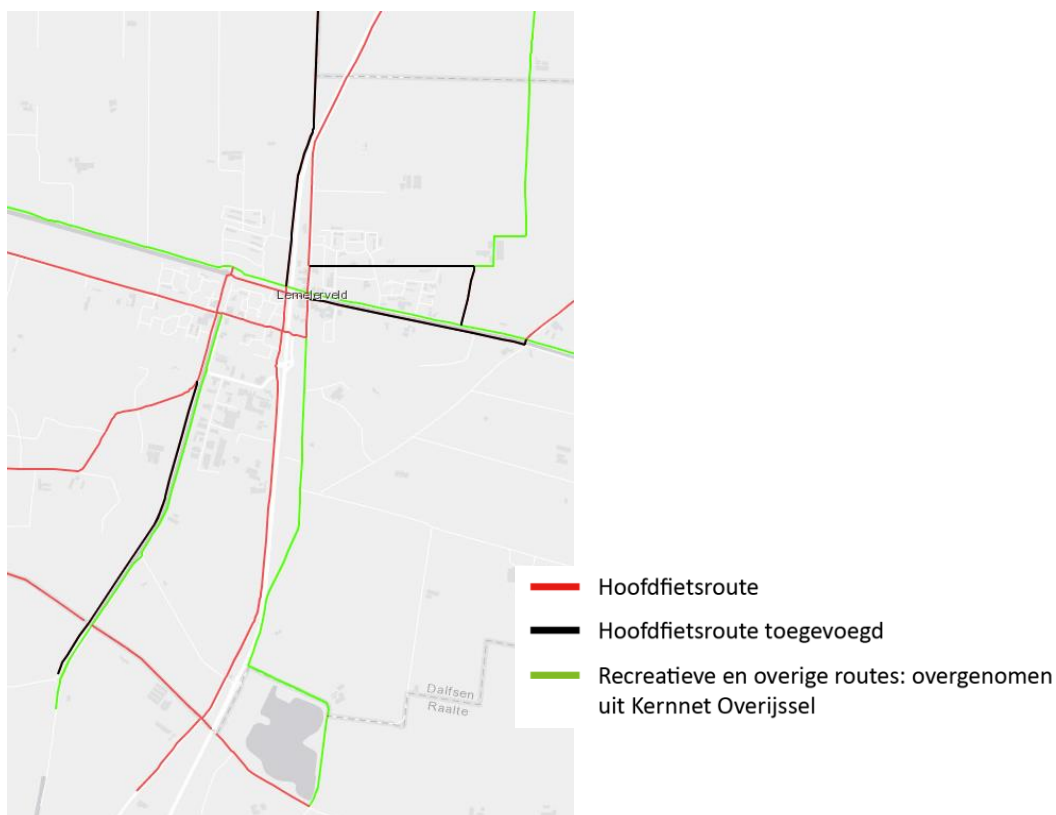 Lemelerveld
Dalfsen
Raalte
Hoofdfietsroute
Hoofdfietsroute toegevoegd
Recreatieve en overige routes: overgenomen
uit Kernnet Overijssel